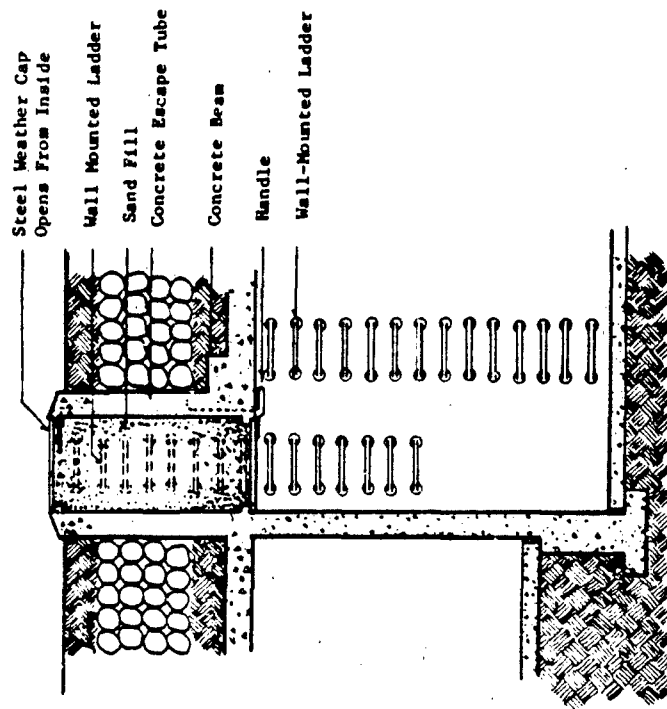 Steel Weather Cap
Opens From Inside
Wall Mounted Ladder
Sand Fill
Concrete Escape Tube
Concrete Beam
Handle
Wall-Mounted Ladder